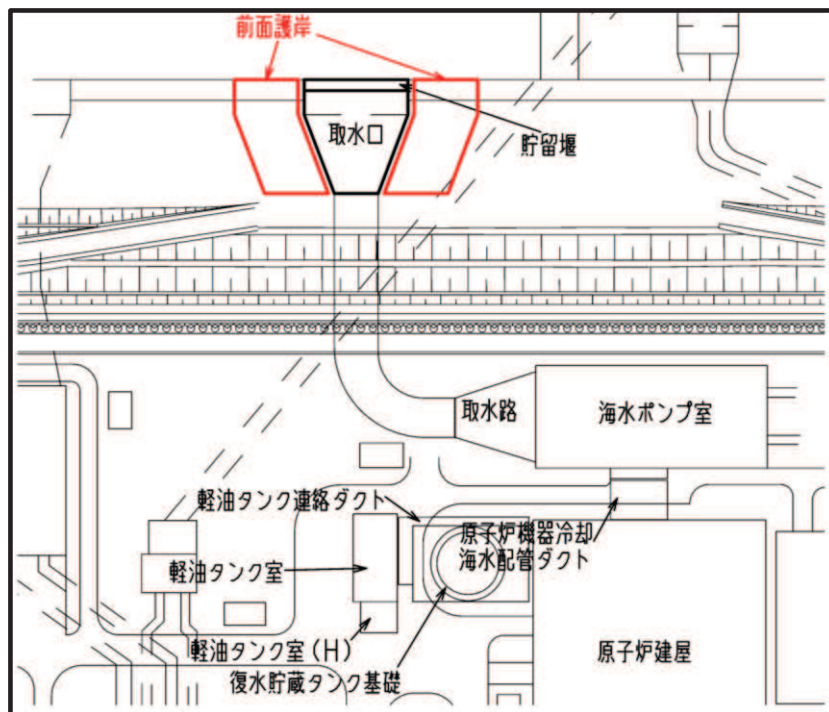 前面護岸
取水口
貯留堰
取水路
海水ポンプ室
軽油タンク連絡ダクト
原子炉機器冷却
海水配管ダクト
軽油タンク室
軽油タンク室(H)
復水貯蔵タンク基礎
原子炉建屋